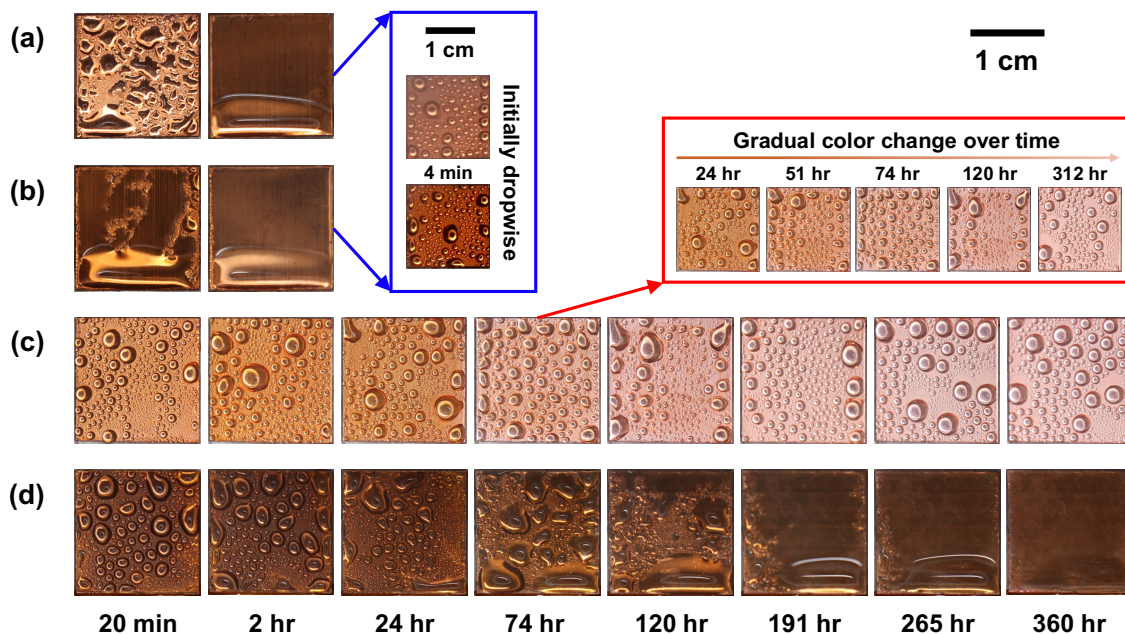 (a)
1 cm
Initially dropwise
4 min
1 cm
Gradual color change over time
24 hr 51 hr 74 hr 120 hr 312 hr
(b)
(c)
(d)
20 min 2 hr 24 hr 74 hr 120 hr 191 hr 265 hr 360 hr